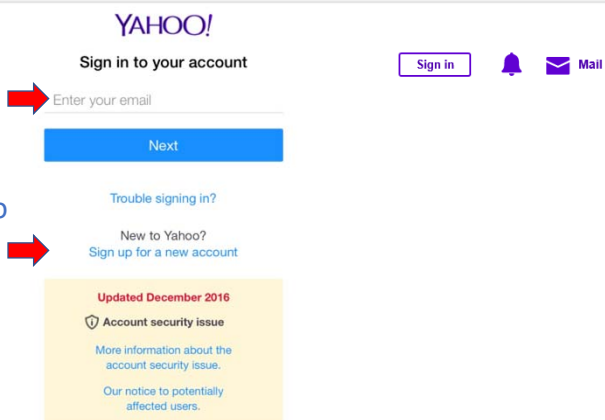 YAHOO!
Sign in to your account
Sign in
Mail
Enter your email
Next
Trouble signing in?
New to Yahoo?
Sign up for a new account
Updated December 2016
Account security issue
More information about the
account security issue.
Our notice to potentially
affected users.